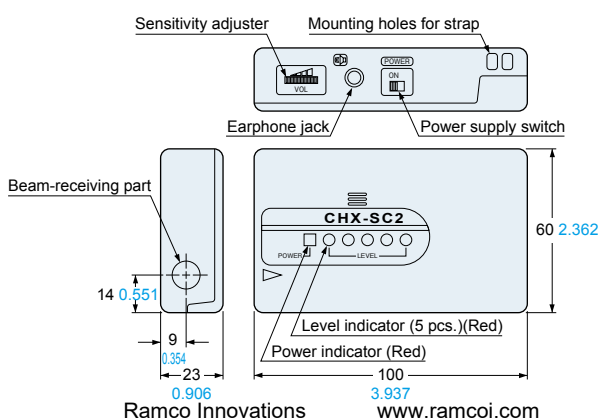 Sensitivity adjuster
Mounting holes for strap
POWER
ON
VOL
Earphone jack
Power supply switch
Beam-receiving part
CHX-SC2
POWER
LEVEL
60 2.362
14 0.551
Level indicator (5 pcs.)(Red)
Power indicator (Red)
9
0.354
23
0.906
100
3.937
Ramco Innovations www.ramcoi.com